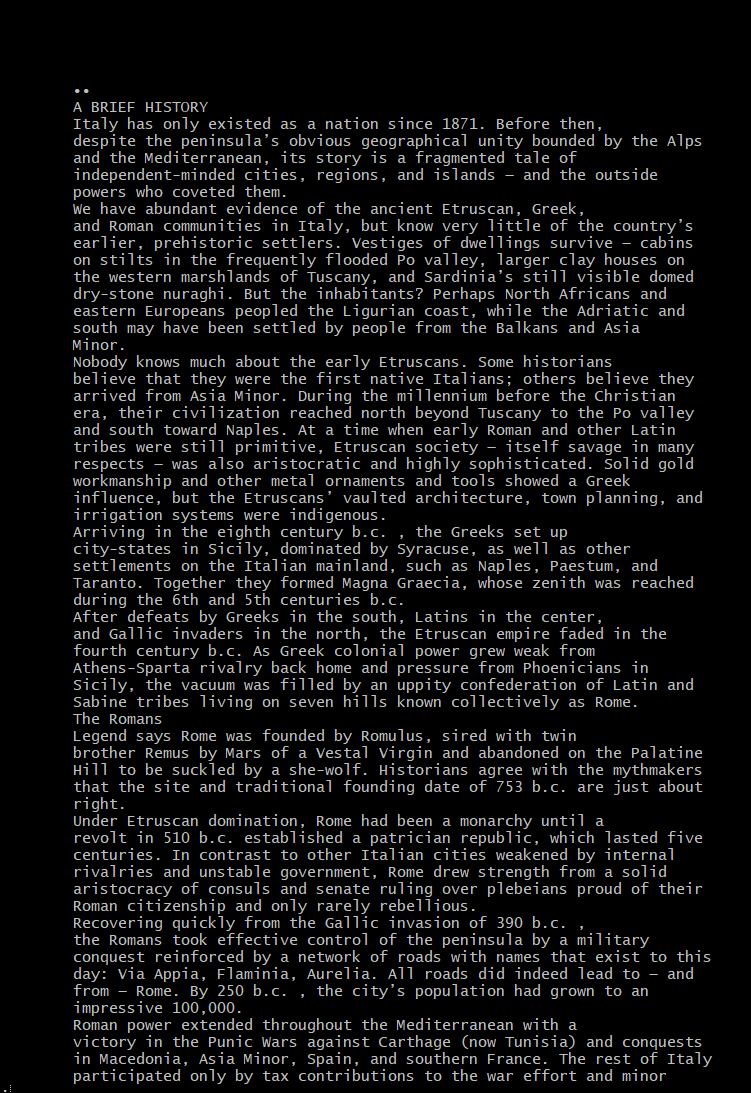 ••
A BRIEF HISTORY
Italy has only existed as a nation since 1871. Before then,
despite the peninsula’s obvious geographical unity bounded by the Alps
and the Mediterranean, its story is a fragmented tale of
independent-minded cities, regions, and islands — and the outside
powers who coveted them.
We have abundant evidence of the ancient Etruscan, Greek,
and Roman communities in Italy, but know very little of the country’s
earlier, prehistoric settlers. Vestiges of dwellings survive — cabins
on stilts in the frequently flooded Po valley, larger clay houses on
the western marshlands of Tuscany, and Sardinia’s still visible domed
dry-stone nuraghi. But the inhabitants? Perhaps North Africans and
eastern Europeans peopled the Ligurian coast, while the Adriatic and
south may have been settled by people from the Balkans and Asia
Minor.
Nobody knows much about the early Etruscans. Some historians
believe that they were the first native Italians; others believe they
arrived from Asia Minor. During the millennium before the Christian
era, their civilization reached north beyond Tuscany to the Po valley
and south toward Naples. At a time when early Roman and other Latin
tribes were still primitive, Etruscan society — itself savage in many
respects — was also aristocratic and highly sophisticated. Solid gold
workmanship and other metal ornaments and tools showed a Greek
influence, but the Etruscans’ vaulted architecture, town planning, and
irrigation systems were indigenous.
Arriving in the eighth century b.c. , the Greeks set up
city-states in Sicily, dominated by Syracuse, as well as other
settlements on the Italian mainland, such as Naples, Paestum, and
Taranto. Together they formed Magna Graecia, whose zenith was reached
during the 6th and 5th centuries b.c.
After defeats by Greeks in the south, Latins in the center,
and Gallic invaders in the north, the Etruscan empire faded in the
fourth century b.c. As Greek colonial power grew weak from
Athens-Sparta rivalry back home and pressure from Phoenicians in
Sicily, the vacuum was filled by an uppity confederation of Latin and
Sabine tribes living on seven hills known collectively as Rome.
The Romans
Legend says Rome was founded by Romulus, sired with twin
brother Remus by Mars of a Vestal Virgin and abandoned on the Palatine
Hill to be suckled by a she-wolf. Historians agree with the mythmakers
that the site and traditional founding date of 753 b.c. are just about
right.
Under Etruscan domination, Rome had been a monarchy until a
revolt in 510 b.c. established a patrician republic, which lasted five
centuries. In contrast to other Italian cities weakened by internal
rivalries and unstable government, Rome drew strength from a solid
aristocracy of consuls and senate ruling over plebeians proud of their
Roman citizenship and only rarely rebellious.
Recovering quickly from the Gallic invasion of 390 b.c. ,
the Romans took effective control of the peninsula by a military
conquest reinforced by a network of roads with names that exist to this
day: Via Appia, Flaminia, Aurelia. All roads did indeed lead to — and
from — Rome. By 250 b.c. , the city’s population had grown to an
impressive 100,000.
Roman power extended throughout the Mediterranean with a
victory in the Punic Wars against Carthage (now Tunisia) and conquests
in Macedonia, Asia Minor, Spain, and southern France. The rest of Italy
participated only by tax contributions to the war effort and minor